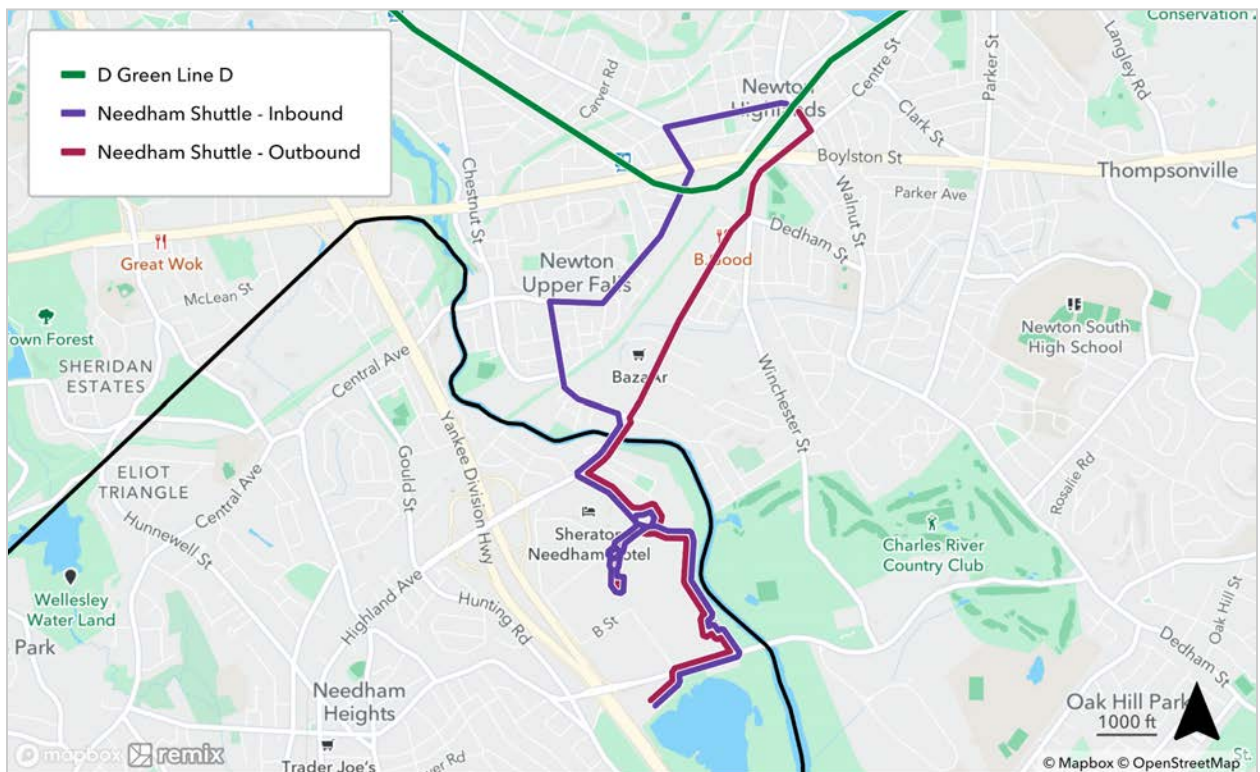 Conservation
Langley Rd
Parker St
Centre St
Carver Rd
D Green Line D
Needham Shuttle - Inbound
Needham Shuttle - Outbound
Newton
Highlands
Clark St
Boylston St
Thompsonville
Chestnut St
Parker Ave
Walnut St
Dedham St
Great Wok
B.Good
Newton
Upper Falls
McLean St
own Forest
Central Ave
SHERIDAN
ESTATES
Newton South
High School
Winchester St
Yankee Division Hwy
Gould St
ELIOT
TRIANGLE
Central Ave
Rosalie Rd
Hunnewell St
Sheraton
Needham Hotel
Charles River
Country Club
Wellesley
Water Land
Highland Ave
Hunting Rd
B St
Oak Hill St
Dedham St
Park
Needham
Heights
Oak Hill Park
1000 ft
mapbox remix
Trader Joe's
ver Rd
St.
© Mapbox © OpenStreetMap